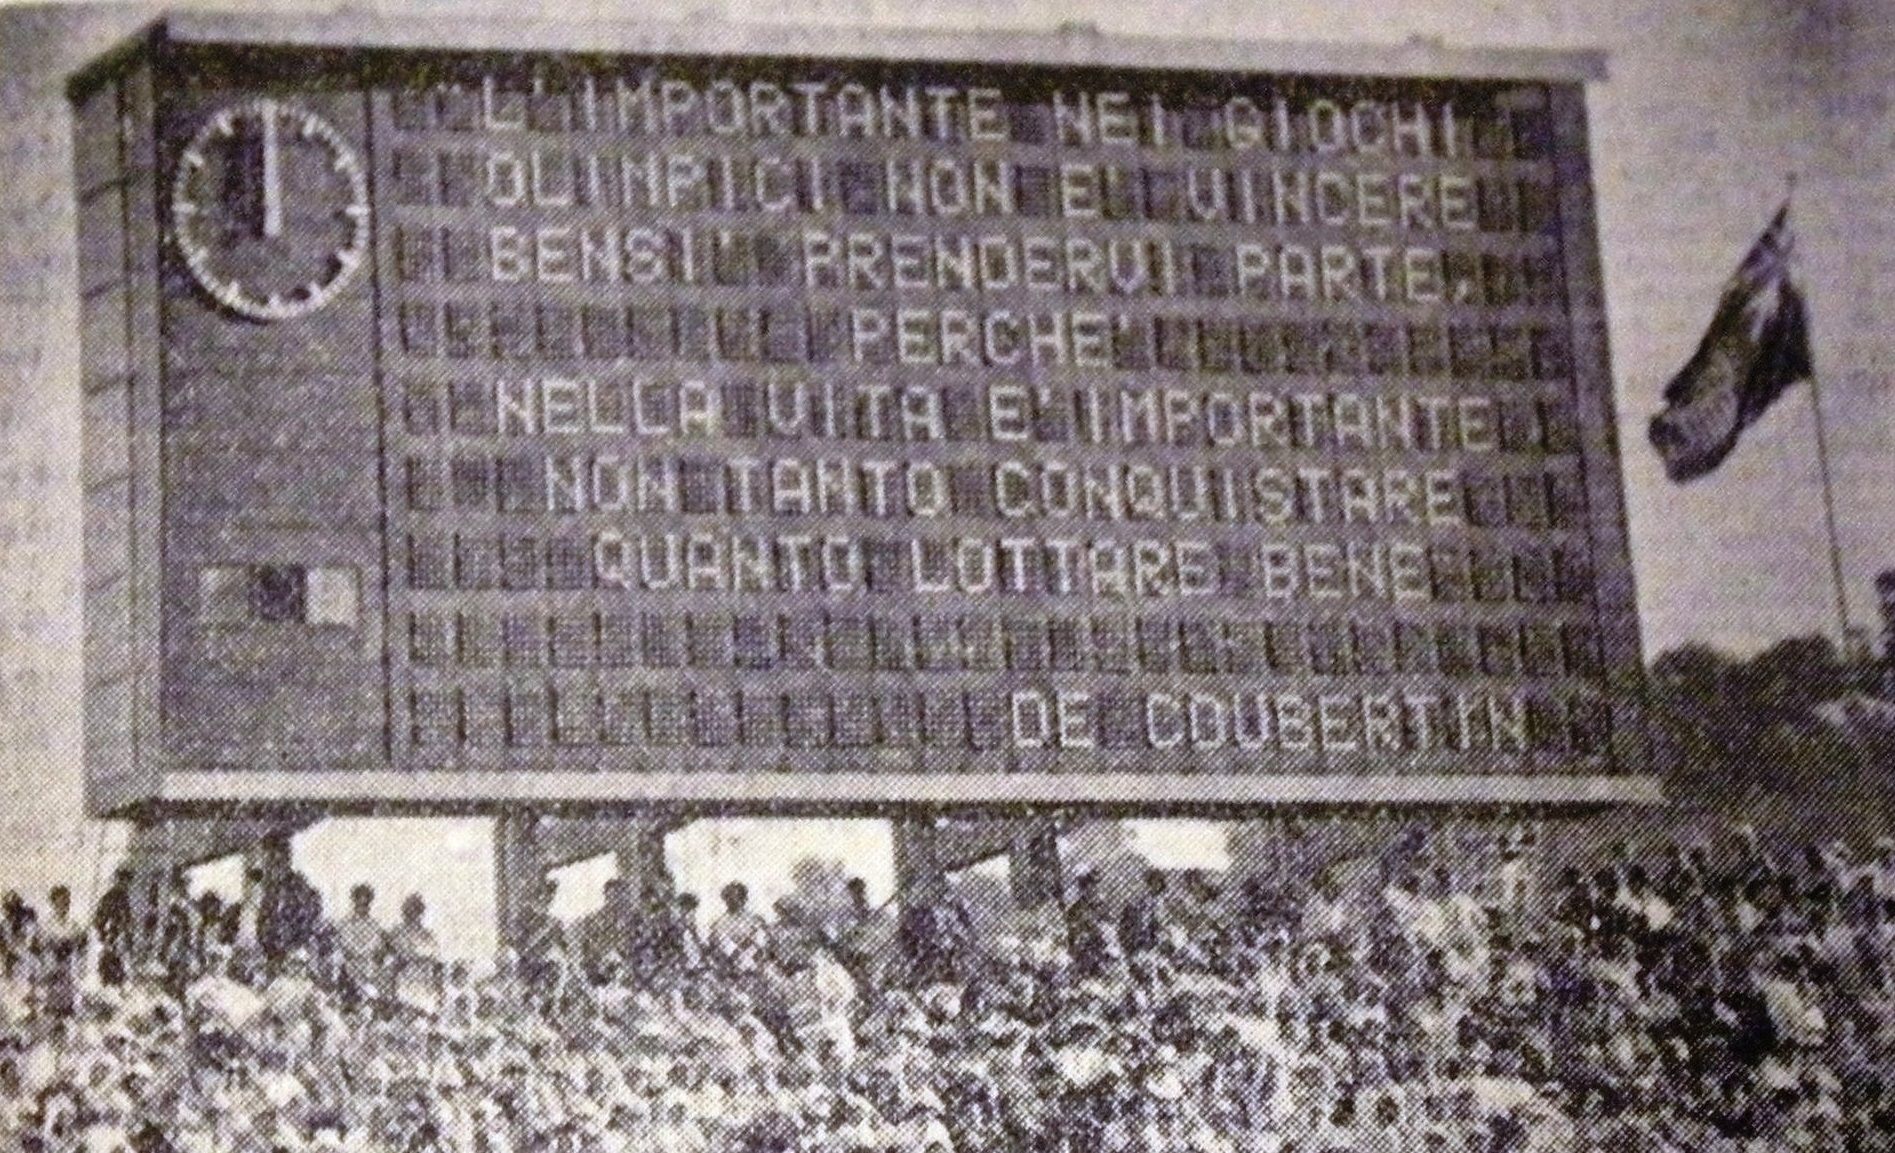 "L'IMPORTANTE NEI GIOCHI
OLIMPICI NON E' VINCERE
BENSI' PRENDERVI PARTE,
PERCHE'
NELLA VITA E' IMPORTANTE
NON TANTO CONQUISTARE
QUANTO LOTTARE BENE
DE COUBERTIN